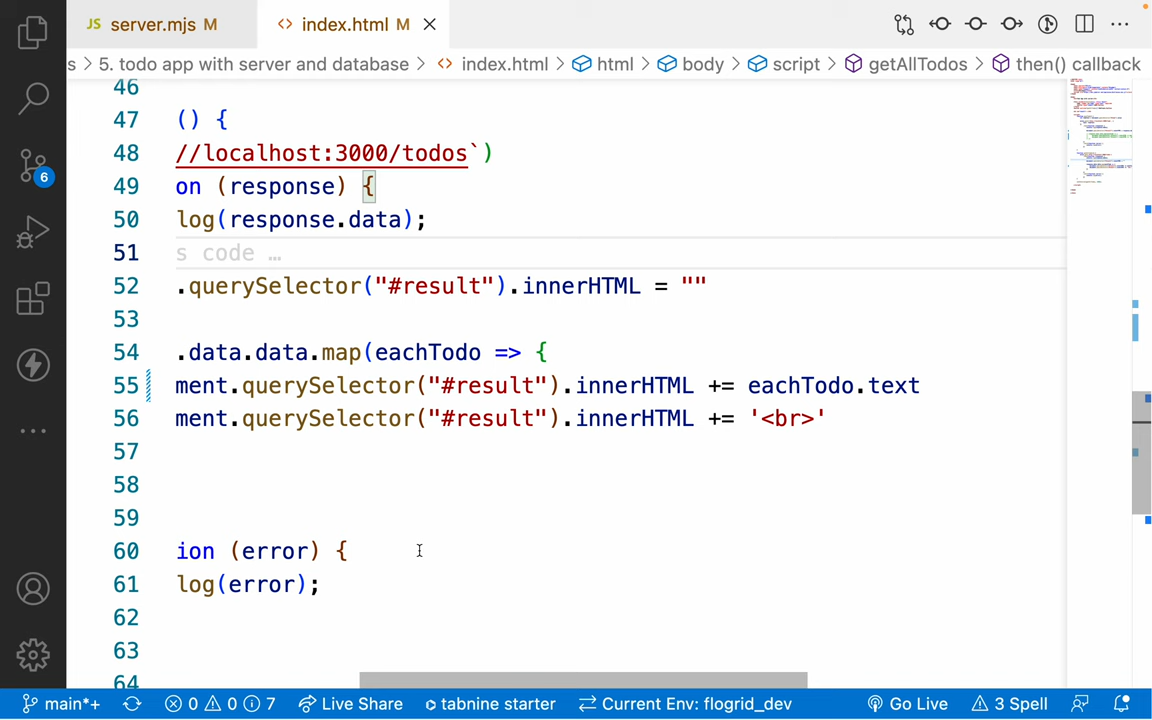 JS server.mjs M
<> index.html M
s > 5. todo app with server and database > <> index.html > html > body > script > getAllTodos > then() callback
46
47 () {
48 //localhost:3000/todos`)
49 on (response) {
50 log(response.data);
51 s code …
52 .querySelector("#result").innerHTML = ""
53
54 .data.data.map(eachTodo => {
55 ment.querySelector("#result").innerHTML += eachTodo.text
56 ment.querySelector("#result").innerHTML += '<br>'
57
58
59
60 ion (error) {
61 log(error);
62
63
64
6
main*+ 0 0 7 Live Share tabnine starter Current Env: flogrid_dev Go Live 3 Spell